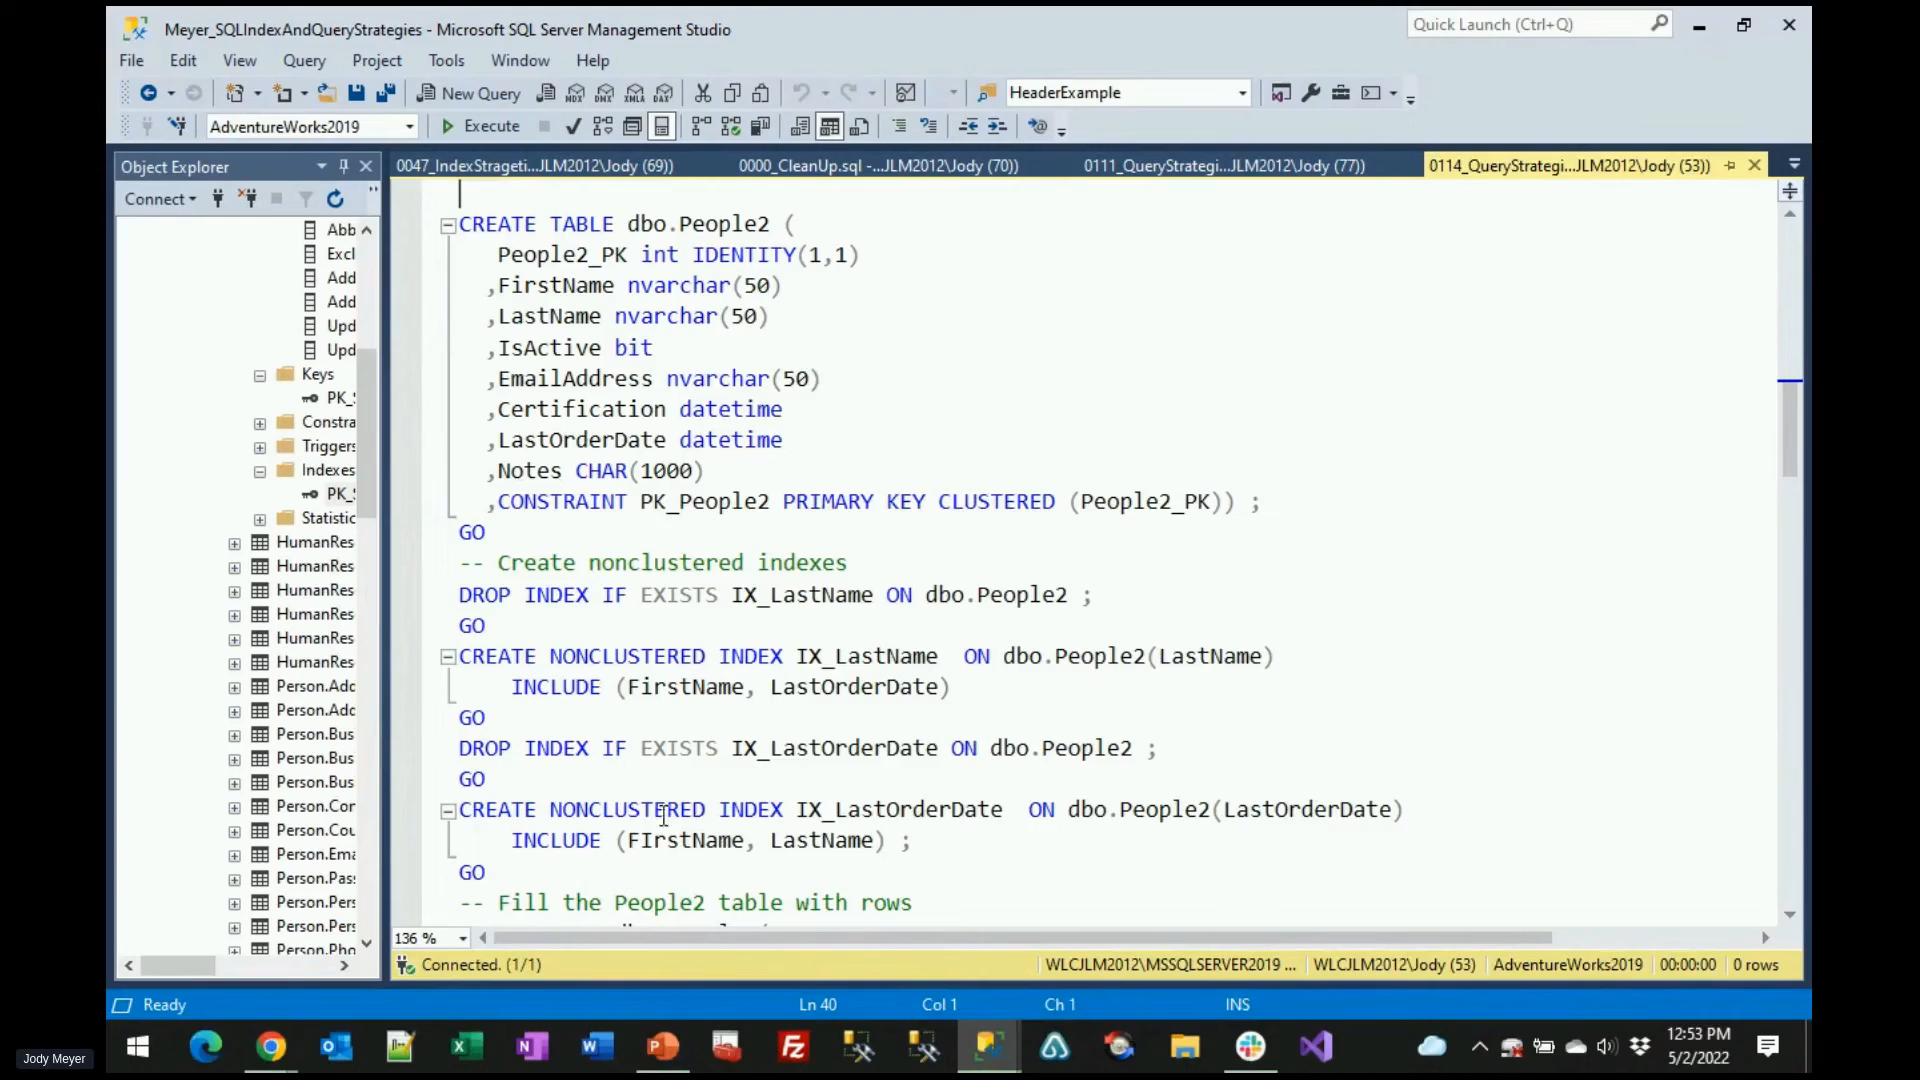 Meyer_SQLIndexAndQueryStrategies - Microsoft SQL Server Management Studio
Quick Launch (Ctrl+Q)
File Edit View Query Project Tools Window Help
New Query
HeaderExample
AdventureWorks2019
Execute
Object Explorer
0047_IndexStrageti...JLM2012\Jody (69))
0000_CleanUp.sql -...JLM2012\Jody (70))
0111_QueryStrategi...JLM2012\Jody (77))
0114_QueryStrategi...JLM2012\Jody (53))
Connect
Abb
Excl
Add
Add
Upd
Upd
Keys
PK_
Constra
Triggers
Indexes
PK_
Statistic
HumanRes
HumanRes
HumanRes
HumanRes
HumanRes
HumanRes
Person.Add
Person.Add
Person.Bus
Person.Bus
Person.Bus
Person.Cor
Person.Cou
Person.Ema
Person.Pas
Person.Pers
Person.Pers
Person.Pho
CREATE TABLE dbo.People2 (
People2_PK int IDENTITY(1,1)
,FirstName nvarchar(50)
,LastName nvarchar(50)
,IsActive bit
,EmailAddress nvarchar(50)
,Certification datetime
,LastOrderDate datetime
,Notes CHAR(1000)
,CONSTRAINT PK_People2 PRIMARY KEY CLUSTERED (People2_PK)) ;
GO
-- Create nonclustered indexes
DROP INDEX IF EXISTS IX_LastName ON dbo.People2 ;
GO
CREATE NONCLUSTERED INDEX IX_LastName  ON dbo.People2(LastName)
INCLUDE (FirstName, LastOrderDate)
GO
DROP INDEX IF EXISTS IX_LastOrderDate ON dbo.People2 ;
GO
CREATE NONCLUSTERED INDEX IX_LastOrderDate  ON dbo.People2(LastOrderDate)
INCLUDE (FIrstName, LastName) ;
GO
-- Fill the People2 table with rows
136 %
Connected. (1/1)
WLCJLM2012\MSSQLSERVER2019 ...
WLCJLM2012\Jody (53)
AdventureWorks2019
00:00:00
0 rows
Ready
Ln 40
Col 1
Ch 1
INS
Jody Meyer
12:53 PM
5/2/2022